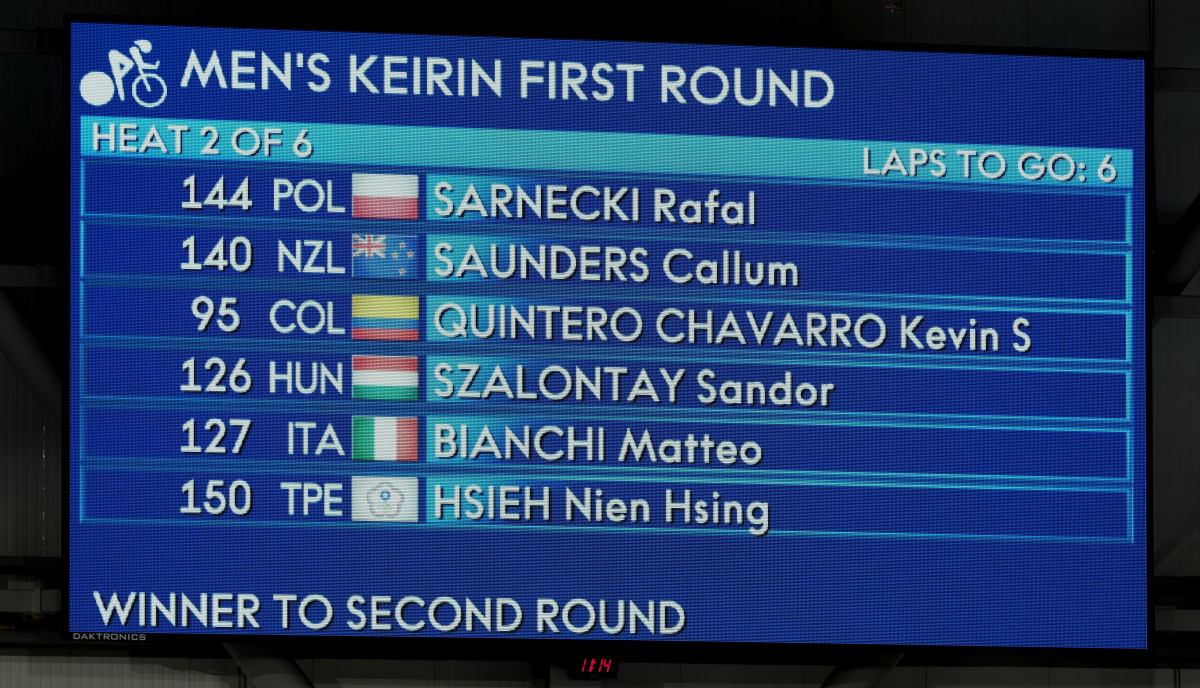 MEN'S KEIRIN FIRST ROUND
HEAT 2 OF 6 LAPS TO GO: 6
144 POL SARNECKI Rafal
140 NZL SAUNDERS Callum
95 COL QUINTERO CHAVARRO Kevin S
126 HUN SZALONTAY Sandor
127 ITA BIANCHI Matteo
150 TPE HSIEH Nien Hsing
WINNER TO SECOND ROUND
DAKTRONICS